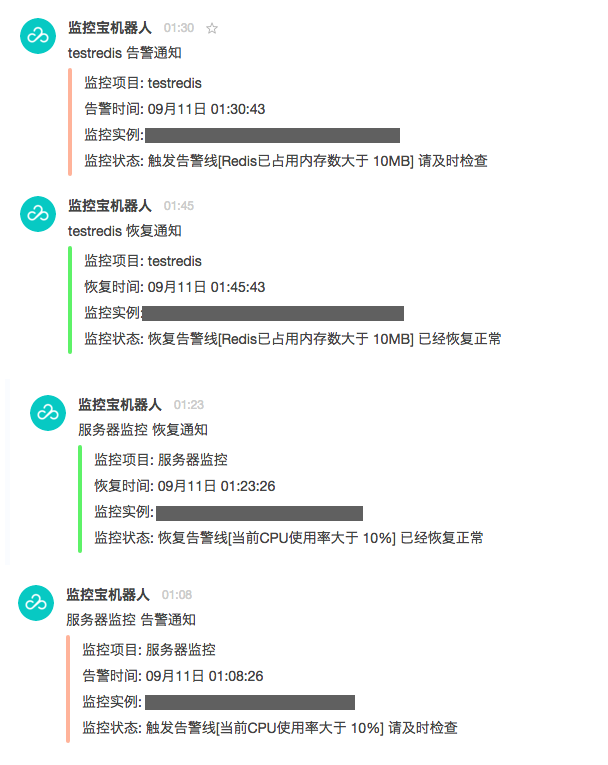 监控宝机器人 01:30
testredis 告警通知
监控项目: testredis
告警时间: 09月11日 01:30:43
监控实例:
监控状态: 触发告警线[Redis已占用内存数大于 10MB] 请及时检查
监控宝机器人 01:45
testredis 恢复通知
监控项目: testredis
恢复时间: 09月11日 01:45:43
监控实例:
监控状态: 恢复告警线[Redis已占用内存数大于 10MB] 已经恢复正常
监控宝机器人 01:23
服务器监控 恢复通知
监控项目: 服务器监控
恢复时间: 09月11日 01:23:26
监控实例:
监控状态: 恢复告警线[当前CPU使用率大于 10%] 已经恢复正常
监控宝机器人 01:08
服务器监控 告警通知
监控项目: 服务器监控
告警时间: 09月11日 01:08:26
监控实例:
监控状态: 触发告警线[当前CPU使用率大于 10%] 请及时检查